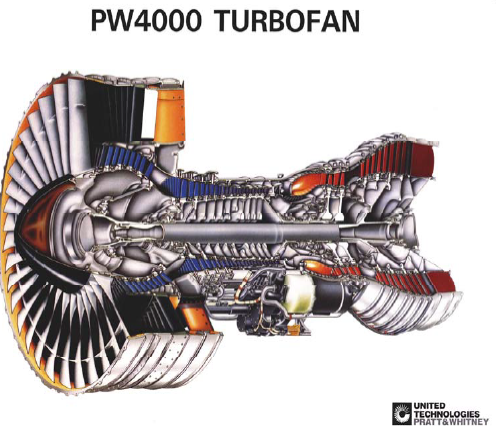 PW4000 TURBOFAN
UNITED
TECHNOLOGIES
PRATT&WHITNEY